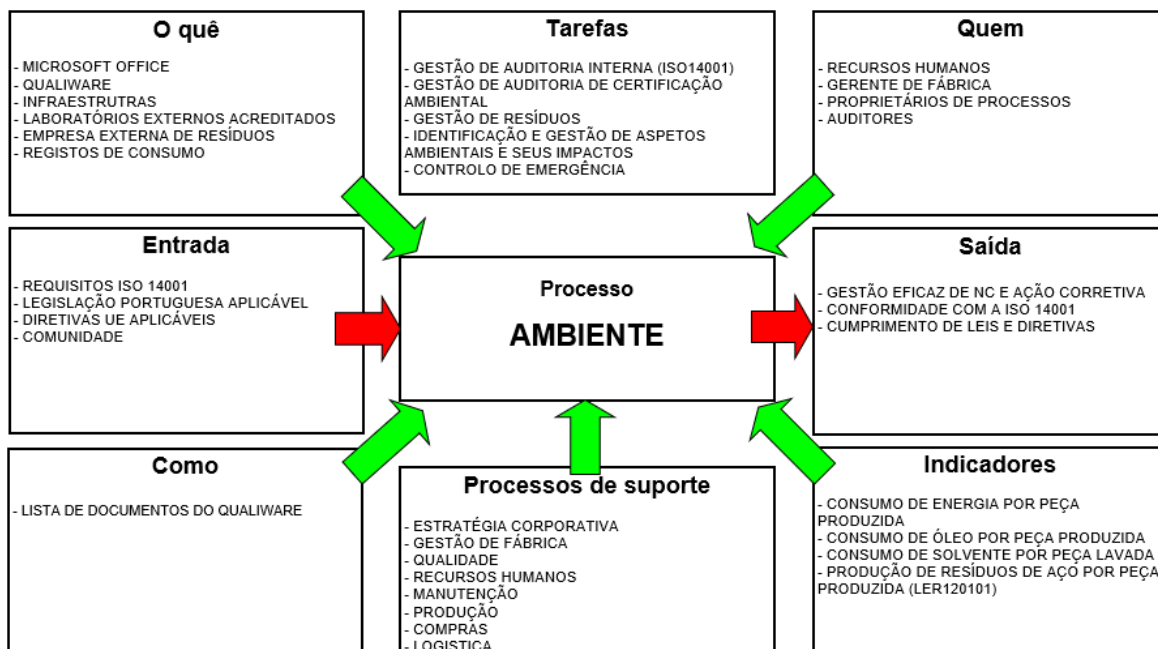 O quê
- MICROSOFT OFFICE
- QUALIWARE
- INFRAESTRUTRAS
- LABORATÓRIOS EXTERNOS ACREDITADOS
- EMPRESA EXTERNA DE RESÍDUOS
- REGISTOS DE CONSUMO
Tarefas
- GESTÃO DE AUDITORIA INTERNA (ISO14001)
- GESTÃO DE AUDITORIA DE CERTIFICAÇÃO
AMBIENTAL
- GESTÃO DE RESÍDUOS
- IDENTIFICAÇÃO E GESTÃO DE ASPETOS
AMBIENTAIS E SEUS IMPACTOS
- CONTROLO DE EMERGÊNCIA
Quem
- RECURSOS HUMANOS
- GERENTE DE FÁBRICA
- PROPRIETÁRIOS DE PROCESSOS
- AUDITORES
Entrada
- REQUISITOS ISO 14001
- LEGISLAÇÃO PORTUGUESA APLICÁVEL
- DIRETIVAS UE APLICÁVEIS
- COMUNIDADE
Processo
AMBIENTE
Saída
- GESTÃO EFICAZ DE NC E AÇÃO CORRETIVA
- CONFORMIDADE COM A ISO 14001
- CUMPRIMENTO DE LEIS E DIRETIVAS
Como
- LISTA DE DOCUMENTOS DO QUALIWARE
Processos de suporte
- ESTRATÉGIA CORPORATIVA
- GESTÃO DE FÁBRICA
- QUALIDADE
- RECURSOS HUMANOS
- MANUTENÇÃO
- PRODUÇÃO
- COMPRAS
- LOGISTICA
Indicadores
- CONSUMO DE ENERGIA POR PEÇA
PRODUZIDA
- CONSUMO DE ÓLEO POR PEÇA PRODUZIDA
- CONSUMO DE SOLVENTE POR PEÇA LAVADA
- PRODUÇÃO DE RESÍDUOS DE AÇO POR PEÇA
PRODUZIDA (LER120101)